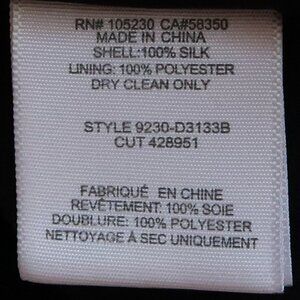 RN# 105230 CA#58350
MADE IN CHINA
SHELL:100% SILK
LINING: 100% POLYESTER
DRY CLEAN ONLY
STYLE 9230-D3133B
CUT 428951
FABRIQUÉ EN CHINE
REVÊTEMENT: 100% SOIE
DOUBLURE: 100% POLYESTER
NETTOYAGE À SEC UNIQUEMENT